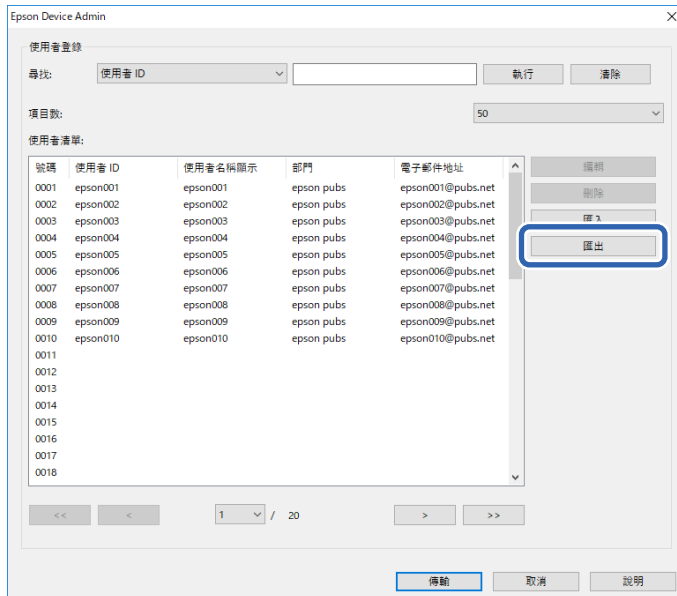 Epson Device Admin
使用者登錄
尋找: 使用者 ID 執行 清除
項目數: 50
使用者清單:
號碼 使用者 ID 使用者名稱顯示 部門 電子郵件地址 編輯
0001 epson001 epson001 epson pubs epson001@pubs.net 刪除
0002 epson002 epson002 epson pubs epson002@pubs.net
0003 epson003 epson003 epson pubs epson003@pubs.net 匯入
0004 epson004 epson004 epson pubs epson004@pubs.net 匯出
0005 epson005 epson005 epson pubs epson005@pubs.net
0006 epson006 epson006 epson pubs epson006@pubs.net
0007 epson007 epson007 epson pubs epson007@pubs.net
0008 epson008 epson008 epson pubs epson008@pubs.net
0009 epson009 epson009 epson pubs epson009@pubs.net
0010 epson010 epson010 epson pubs epson010@pubs.net
0011
0012
0013
0014
0015
0016
0017
0018
<< < 1 / 20 > >>
傳輸 取消 說明